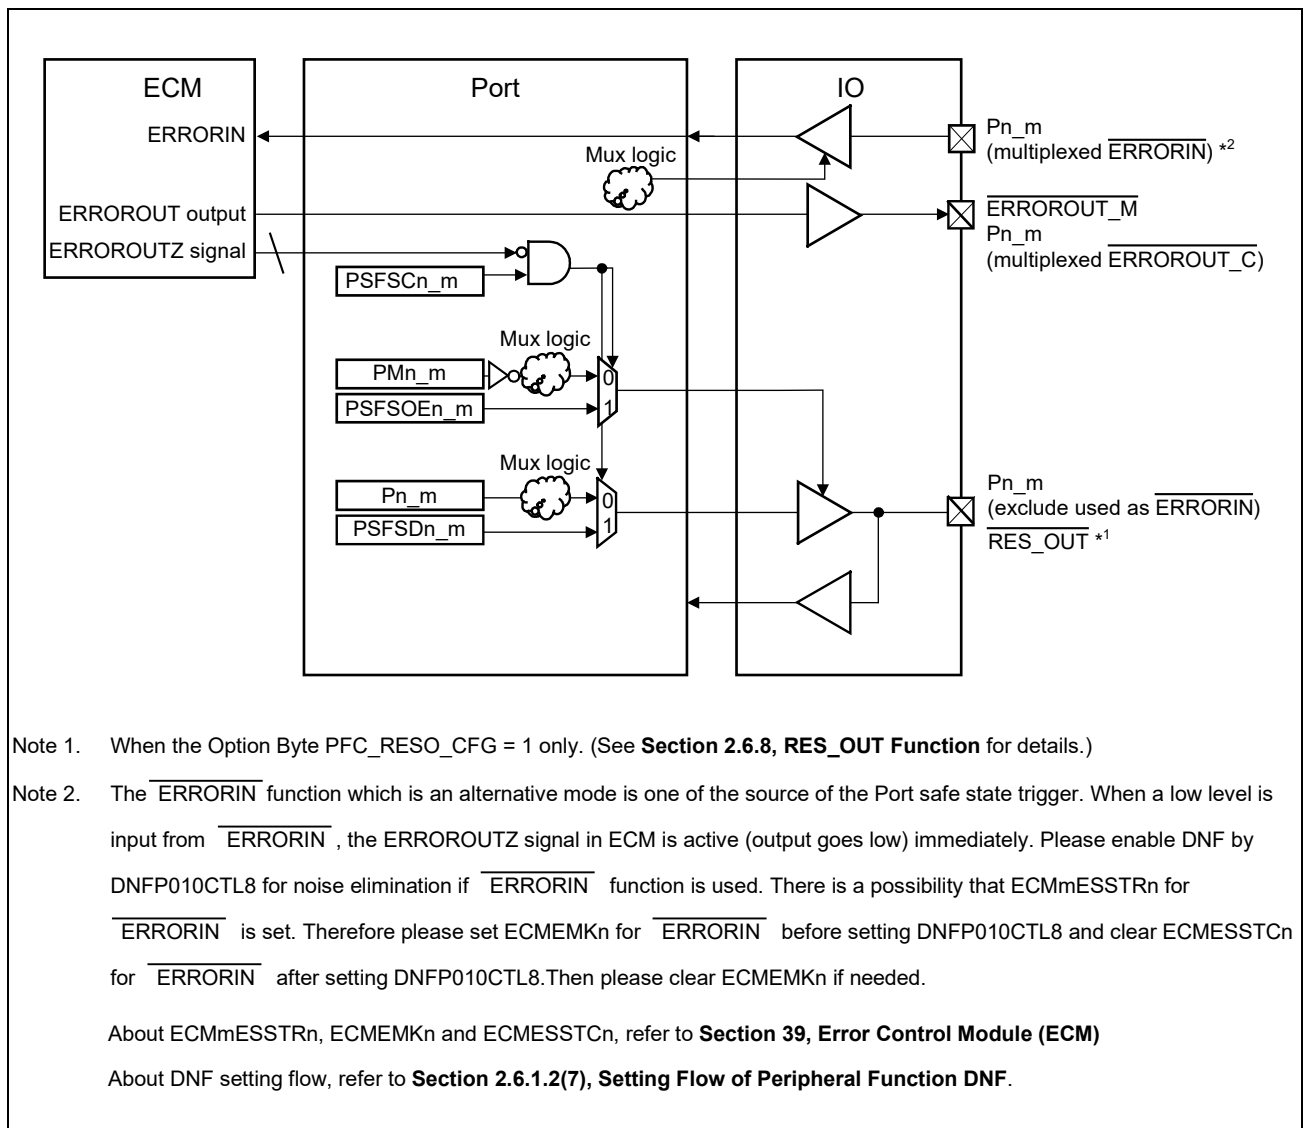 ECM
Port
IO
ERRORIN
Mux logic
Pn_m
(multiplexed ERRORIN) *2
ERROROUT output
ERROROUT_M
ERROROUTZ signal
Pn_m
(multiplexed ERROROUT_C)
PSFSCn_m
Mux logic
PMn_m
0
PSFSOEn_m
1
Mux logic
Pn_m
0
PSFSDn_m
1
Pn_m
(exclude used as ERRORIN)
RES_OUT *1
Note 1. When the Option Byte PFC_RESO_CFG = 1 only. (See Section 2.6.8, RES_OUT Function for details.)
Note 2. The ERRORIN function which is an alternative mode is one of the source of the Port safe state trigger. When a low level is
input from ERRORIN , the ERROROUTZ signal in ECM is active (output goes low) immediately. Please enable DNF by
DNFP010CTL8 for noise elimination if ERRORIN function is used. There is a possibility that ECMmESSTRn for
ERRORIN is set. Therefore please set ECMEMKn for ERRORIN before setting DNFP010CTL8 and clear ECMESSTCn
for ERRORIN after setting DNFP010CTL8.Then please clear ECMEMKn if needed.
About ECMmESSTRn, ECMEMKn and ECMESSTCn, refer to Section 39, Error Control Module (ECM)
About DNF setting flow, refer to Section 2.6.1.2(7), Setting Flow of Peripheral Function DNF.